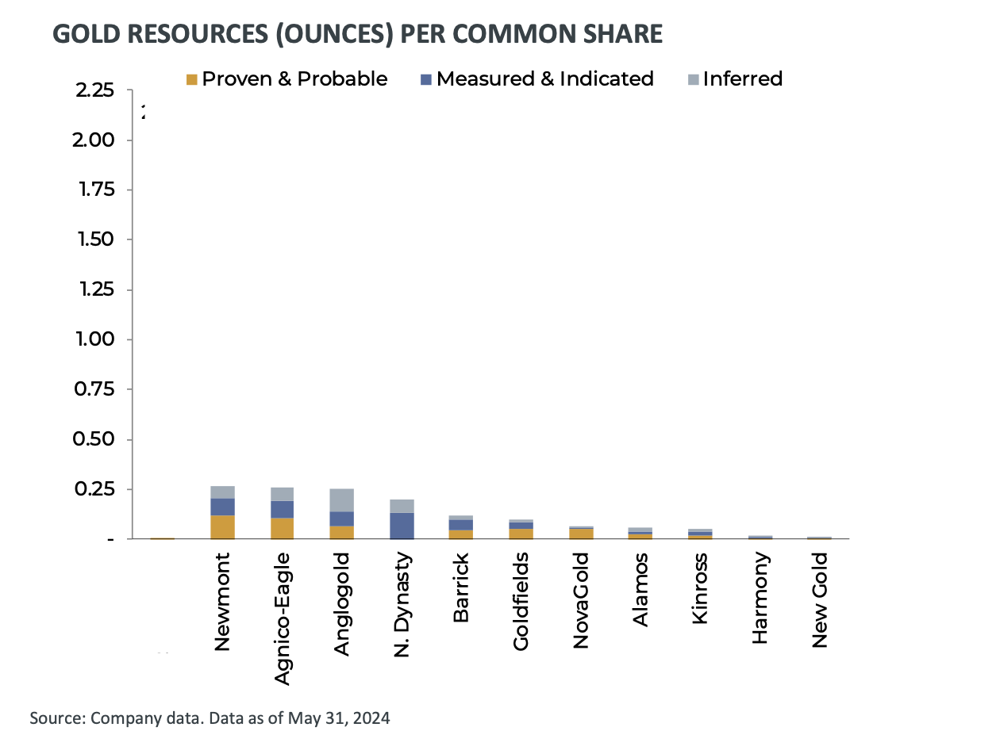 GOLD RESOURCES (OUNCES) PER COMMON SHARE
Proven & Probable Measured & Indicated Inferred
2.25
2.00
1.75
1.50
1.25
1.00
0.75
0.50
0.25
-
Newmont
Agnico-Eagle
Anglogold
N. Dynasty
Barrick
Goldfields
NovaGold
Alamos
Kinross
Harmony
New Gold
Source: Company data. Data as of May 31, 2024